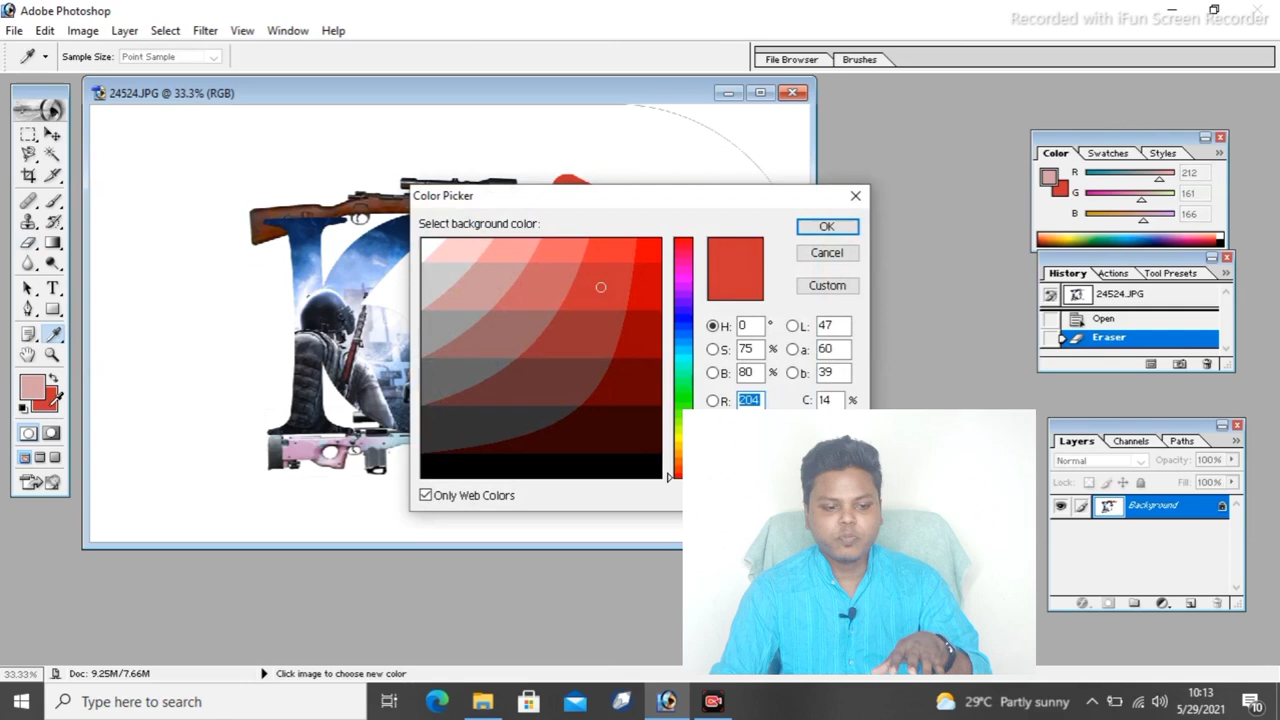 Adobe Photoshop
Recorded with iFun Screen Recorder
File Edit Image Layer Select Filter View Window Help
Sample Size: Point Sample
File Browser Brushes
24524.JPG @ 33.3% (RGB)
Color Picker
Select background color:
OK
Cancel
Custom
H: 0 °
L: 47
S: 75 %
a: 60
B: 80 %
b: 39
R: 204
C: 14 %
Only Web Colors
Color Swatches Styles
R 212
G 161
B 166
History Actions Tool Presets
24524.JPG
Open
Eraser
Layers Channels Paths
Normal Opacity: 100%
Lock: Fill: 100%
Background
33.33% Doc: 9.25M/7.66M Click image to choose new color
Type here to search
29°C Partly sunny
10:13
5/29/2021
10